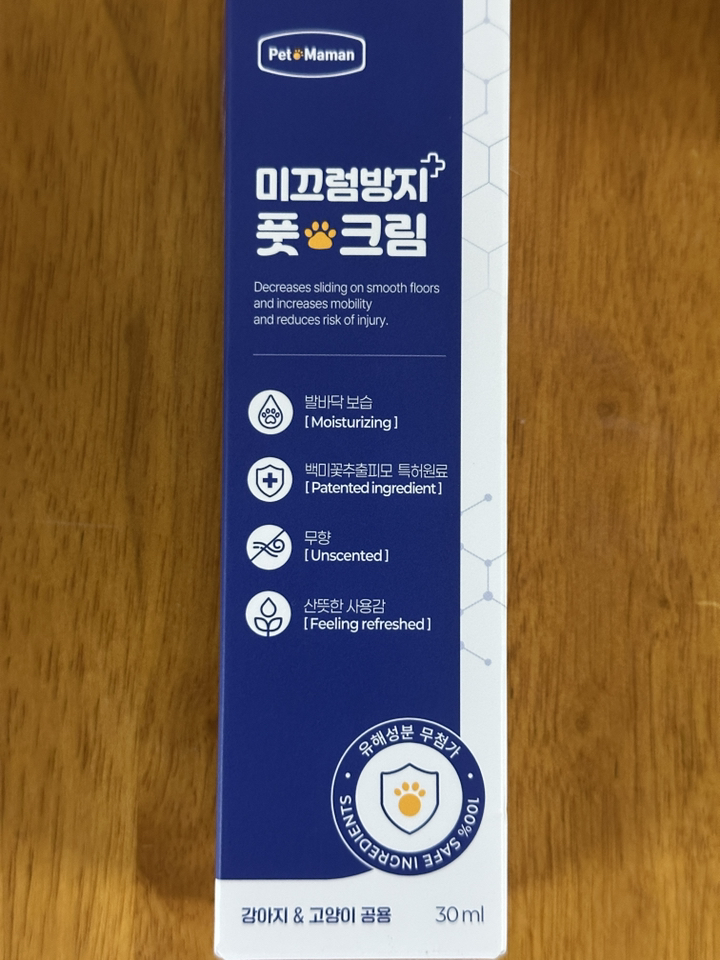 Pet Maman
미끄럼방지
풋 크림
Decreases sliding on smooth floors
and increases mobility
and reduces risk of injury.
발바닥 보습
[ Moisturizing ]
백미꽃추출피모 특허원료
[ Patented ingredient ]
무향
[ Unscented ]
산뜻한 사용감
[ Feeling refreshed ]
유해성분 무첨가
100% SAFE INGREDIENTS
강아지 & 고양이 공용
30 ml